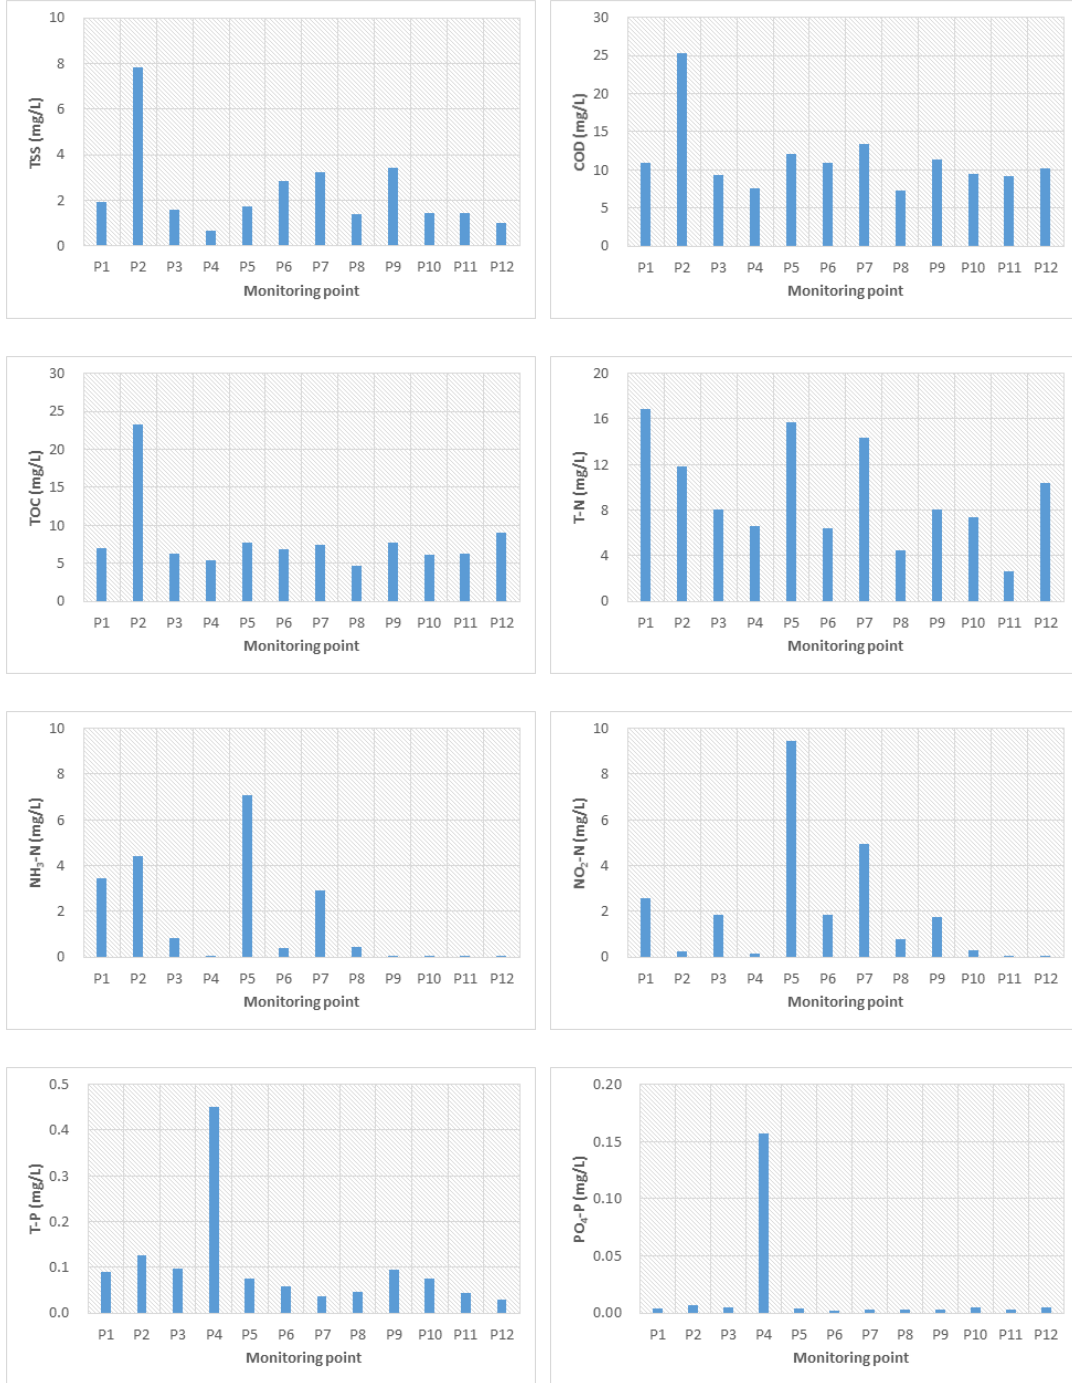 10
8
6
4
2
0
TSS (mg/L)
P1 P2 P3 P4 P5 P6 P7 P8 P9 P10 P11 P12
Monitoring point
30
25
20
15
10
5
0
COD (mg/L)
P1 P2 P3 P4 P5 P6 P7 P8 P9 P10 P11 P12
Monitoring point
30
25
20
15
10
5
0
TOC (mg/L)
P1 P2 P3 P4 P5 P6 P7 P8 P9 P10 P11 P12
Monitoring point
20
16
12
8
4
0
T-N (mg/L)
P1 P2 P3 P4 P5 P6 P7 P8 P9 P10 P11 P12
Monitoring point
10
8
6
4
2
0
NH₃-N (mg/L)
P1 P2 P3 P4 P5 P6 P7 P8 P9 P10 P11 P12
Monitoring point
10
8
6
4
2
0
NO₂-N (mg/L)
P1 P2 P3 P4 P5 P6 P7 P8 P9 P10 P11 P12
Monitoring point
0.5
0.4
0.3
0.2
0.1
0.0
T-P (mg/L)
P1 P2 P3 P4 P5 P6 P7 P8 P9 P10 P11 P12
Monitoring point
0.20
0.15
0.10
0.05
0.00
PO₄-P (mg/L)
P1 P2 P3 P4 P5 P6 P7 P8 P9 P10 P11 P12
Monitoring point